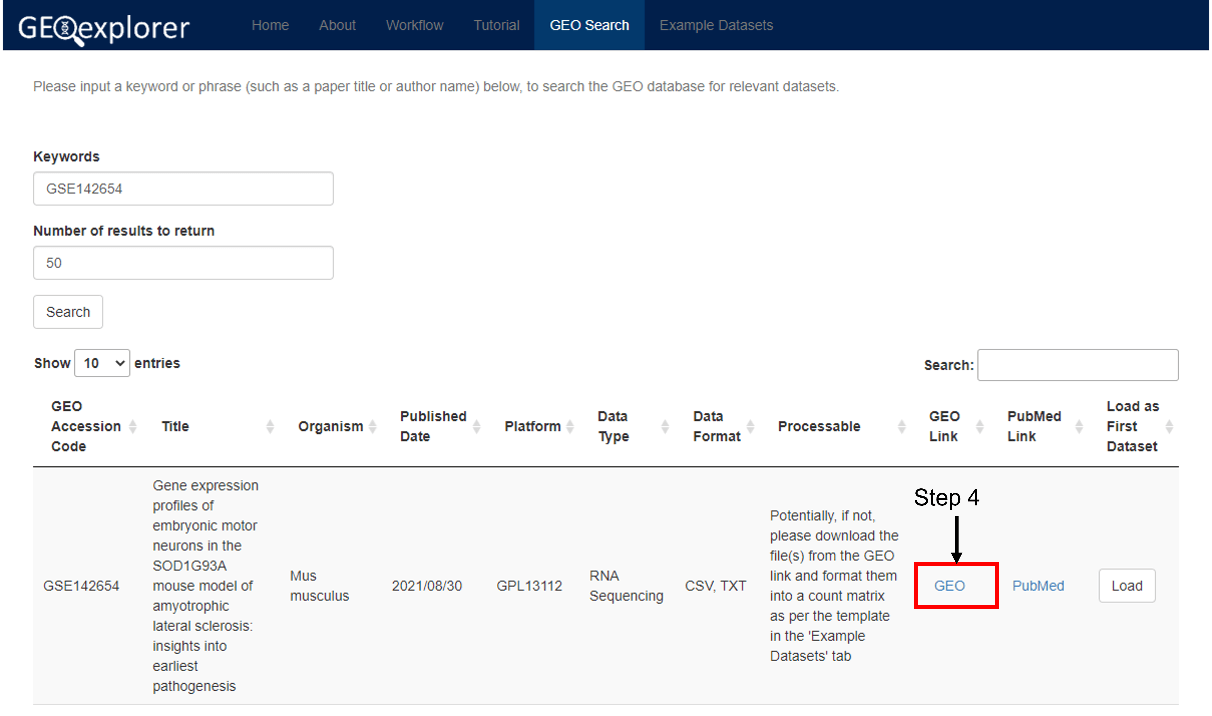 GEOexplorer Home About Workflow Tutorial GEO Search Example Datasets
Please input a keyword or phrase (such as a paper title or author name) below, to search the GEO database for relevant datasets.
Keywords
GSE142654
Number of results to return
50
Search
Show 10 entries
Search:
GEO
Accession
Code
Title
Organism
Published
Date
Platform
Data
Type
Data
Format
Processable
GEO
Link
PubMed
Link
Load as
First
Dataset
GSE142654
Gene expression
profiles of
embryonic motor
neurons in the
SOD1G93A
mouse model of
amyotrophic
lateral sclerosis:
insights into
earliest
pathogenesis
Mus
musculus
2021/08/30
GPL13112
RNA
Sequencing
CSV, TXT
Potentially, if not,
please download the
file(s) from the GEO
link and format them
into a count matrix
as per the template
in the 'Example
Datasets' tab
Step 4
GEO
PubMed
Load